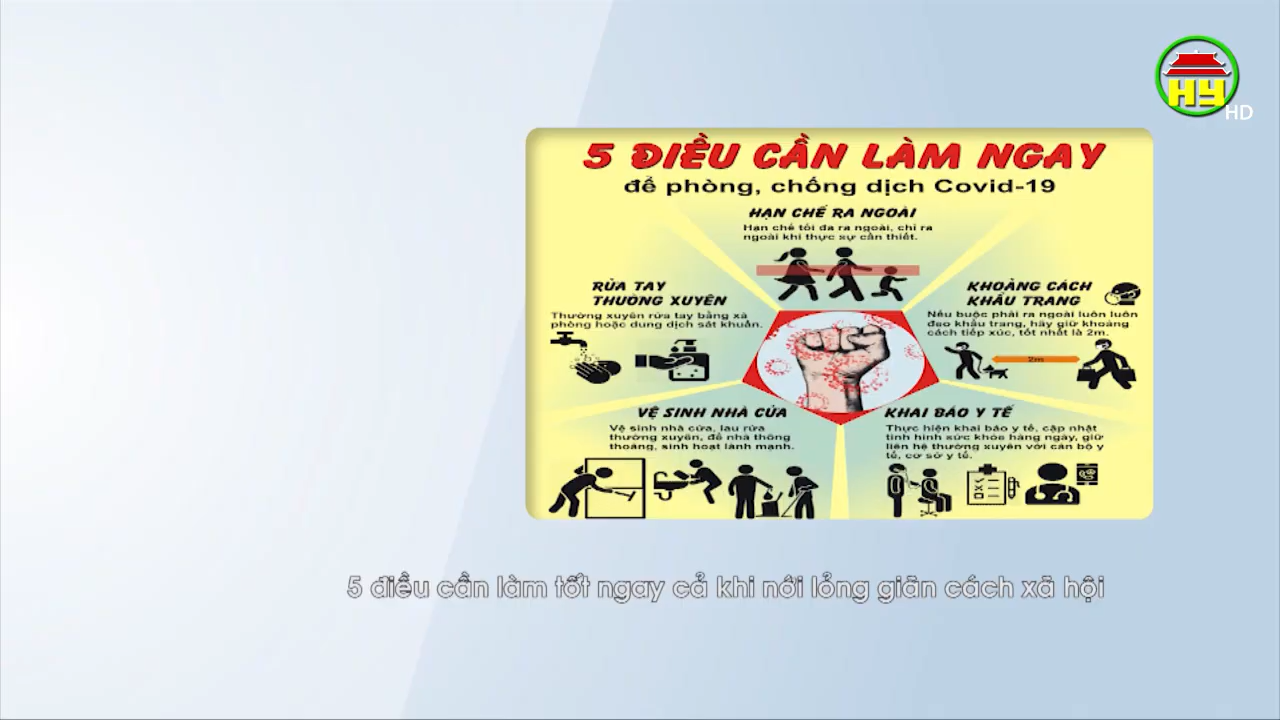 HY
HD
5 ĐIỀU CẦN LÀM NGAY
để phòng, chống dịch Covid-19
HẠN CHẾ RA NGOÀI
Hạn chế tối đa ra ngoài, chỉ ra
ngoài khi thực sự cần thiết.
RỬA TAY
THƯỜNG XUYÊN
Thường xuyên rửa tay bằng xà
phòng hoặc dung dịch sát khuẩn.
KHOẢNG CÁCH
KHẨU TRANG
Nếu buộc phải ra ngoài luôn luôn
đeo khẩu trang, hãy giữ khoảng
cách tiếp xúc, tốt nhất là 2m.
2m
VỆ SINH NHÀ CỬA
Vệ sinh nhà cửa, lau rửa
thường xuyên, để nhà thông
thoáng, sinh hoạt lành mạnh.
KHAI BÁO Y TẾ
Thực hiện khai báo y tế, cập nhật
tình hình sức khỏe hàng ngày, giữ
liên hệ thường xuyên với cán bộ y
tế, cơ sở y tế.
5 điều cần làm tốt ngay cả khi nới lỏng giãn cách xã hội